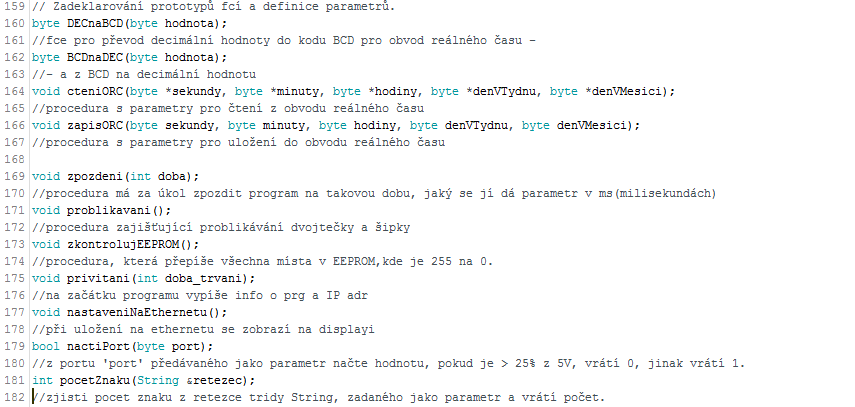 159 // Zadeklarování prototypů fcí a definice parametrů.
160 byte DECnaBCD(byte hodnota);
161 //fce pro převod decimální hodnoty do kodu BCD pro obvod reálného času -
162 byte BCDnaDEC(byte hodnota);
163 //- a z BCD na decimální hodnotu
164 void cteniORC(byte *sekundy, byte *minuty, byte *hodiny, byte *denVTydnu, byte *denVMesici);
165 //procedura s parametry pro čtení z obvodu reálného času
166 void zapisORC(byte sekundy, byte minuty, byte hodiny, byte denVTydnu, byte denVMesici);
167 //procedura s parametry pro uložení do obvodu reálného času
168
169 void zpozdeni(int doba);
170 //procedura má za úkol zpozdit program na takovou dobu, jaký se jí dá parametr v ms(milisekundách)
171 void problikavani();
172 //procedura zajišťující problikávání dvojtečky a šipky
173 void zkontrolujEEPROM();
174 //procedura, která přepíše všechna místa v EEPROM,kde je 255 na 0.
175 void privitani(int doba_trvani);
176 //na začátku programu vypíše info o prg a IP adr
177 void nastaveniNaEthernetu();
178 //při uložení na ethernetu se zobrazí na displayi
179 bool nactiPort(byte port);
180 //z portu 'port' předávaného jako parametr načte hodnotu, pokud je > 25% z 5V, vrátí 0, jinak vrátí 1.
181 int pocetZnaku(String &retezec);
182 //zjistí pocet znaku z retezce tridy String, zadaného jako parametr a vrátí počet.